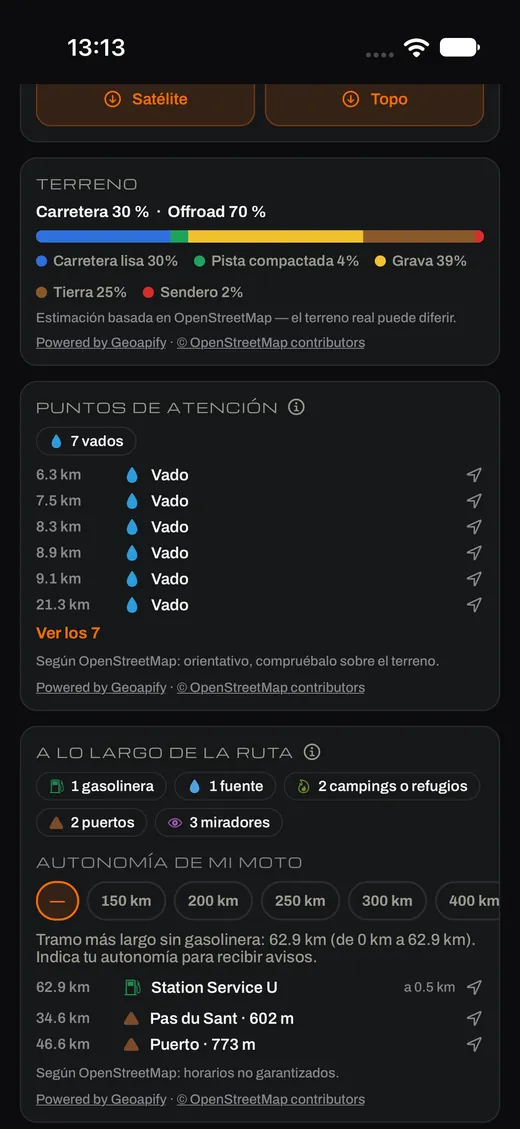 13:13
Satélite
Topo
TERRENO
Carretera 30 % · Offroad 70 %
Carretera lisa 30% Pista compactada 4% Grava 39%
Tierra 25% Sendero 2%
Estimación basada en OpenStreetMap — el terreno real puede diferir.
Powered by Geoapify · © OpenStreetMap contributors
PUNTOS DE ATENCIÓN
7 vados
6.3 km Vado
7.5 km Vado
8.3 km Vado
8.9 km Vado
9.1 km Vado
21.3 km Vado
Ver los 7
Según OpenStreetMap: orientativo, compruébalo sobre el terreno.
Powered by Geoapify · © OpenStreetMap contributors
A LO LARGO DE LA RUTA
1 gasolinera 1 fuente 2 campings o refugios
2 puertos 3 miradores
AUTONOMÍA DE MI MOTO
— 150 km 200 km 250 km 300 km 400 km
Tramo más largo sin gasolinera: 62.9 km (de 0 km a 62.9 km).
Indica tu autonomía para recibir avisos.
62.9 km Station Service U a 0.5 km
34.6 km Pas du Sant · 602 m
46.6 km Puerto · 773 m
Según OpenStreetMap: horarios no garantizados.
Powered by Geoapify · © OpenStreetMap contributors